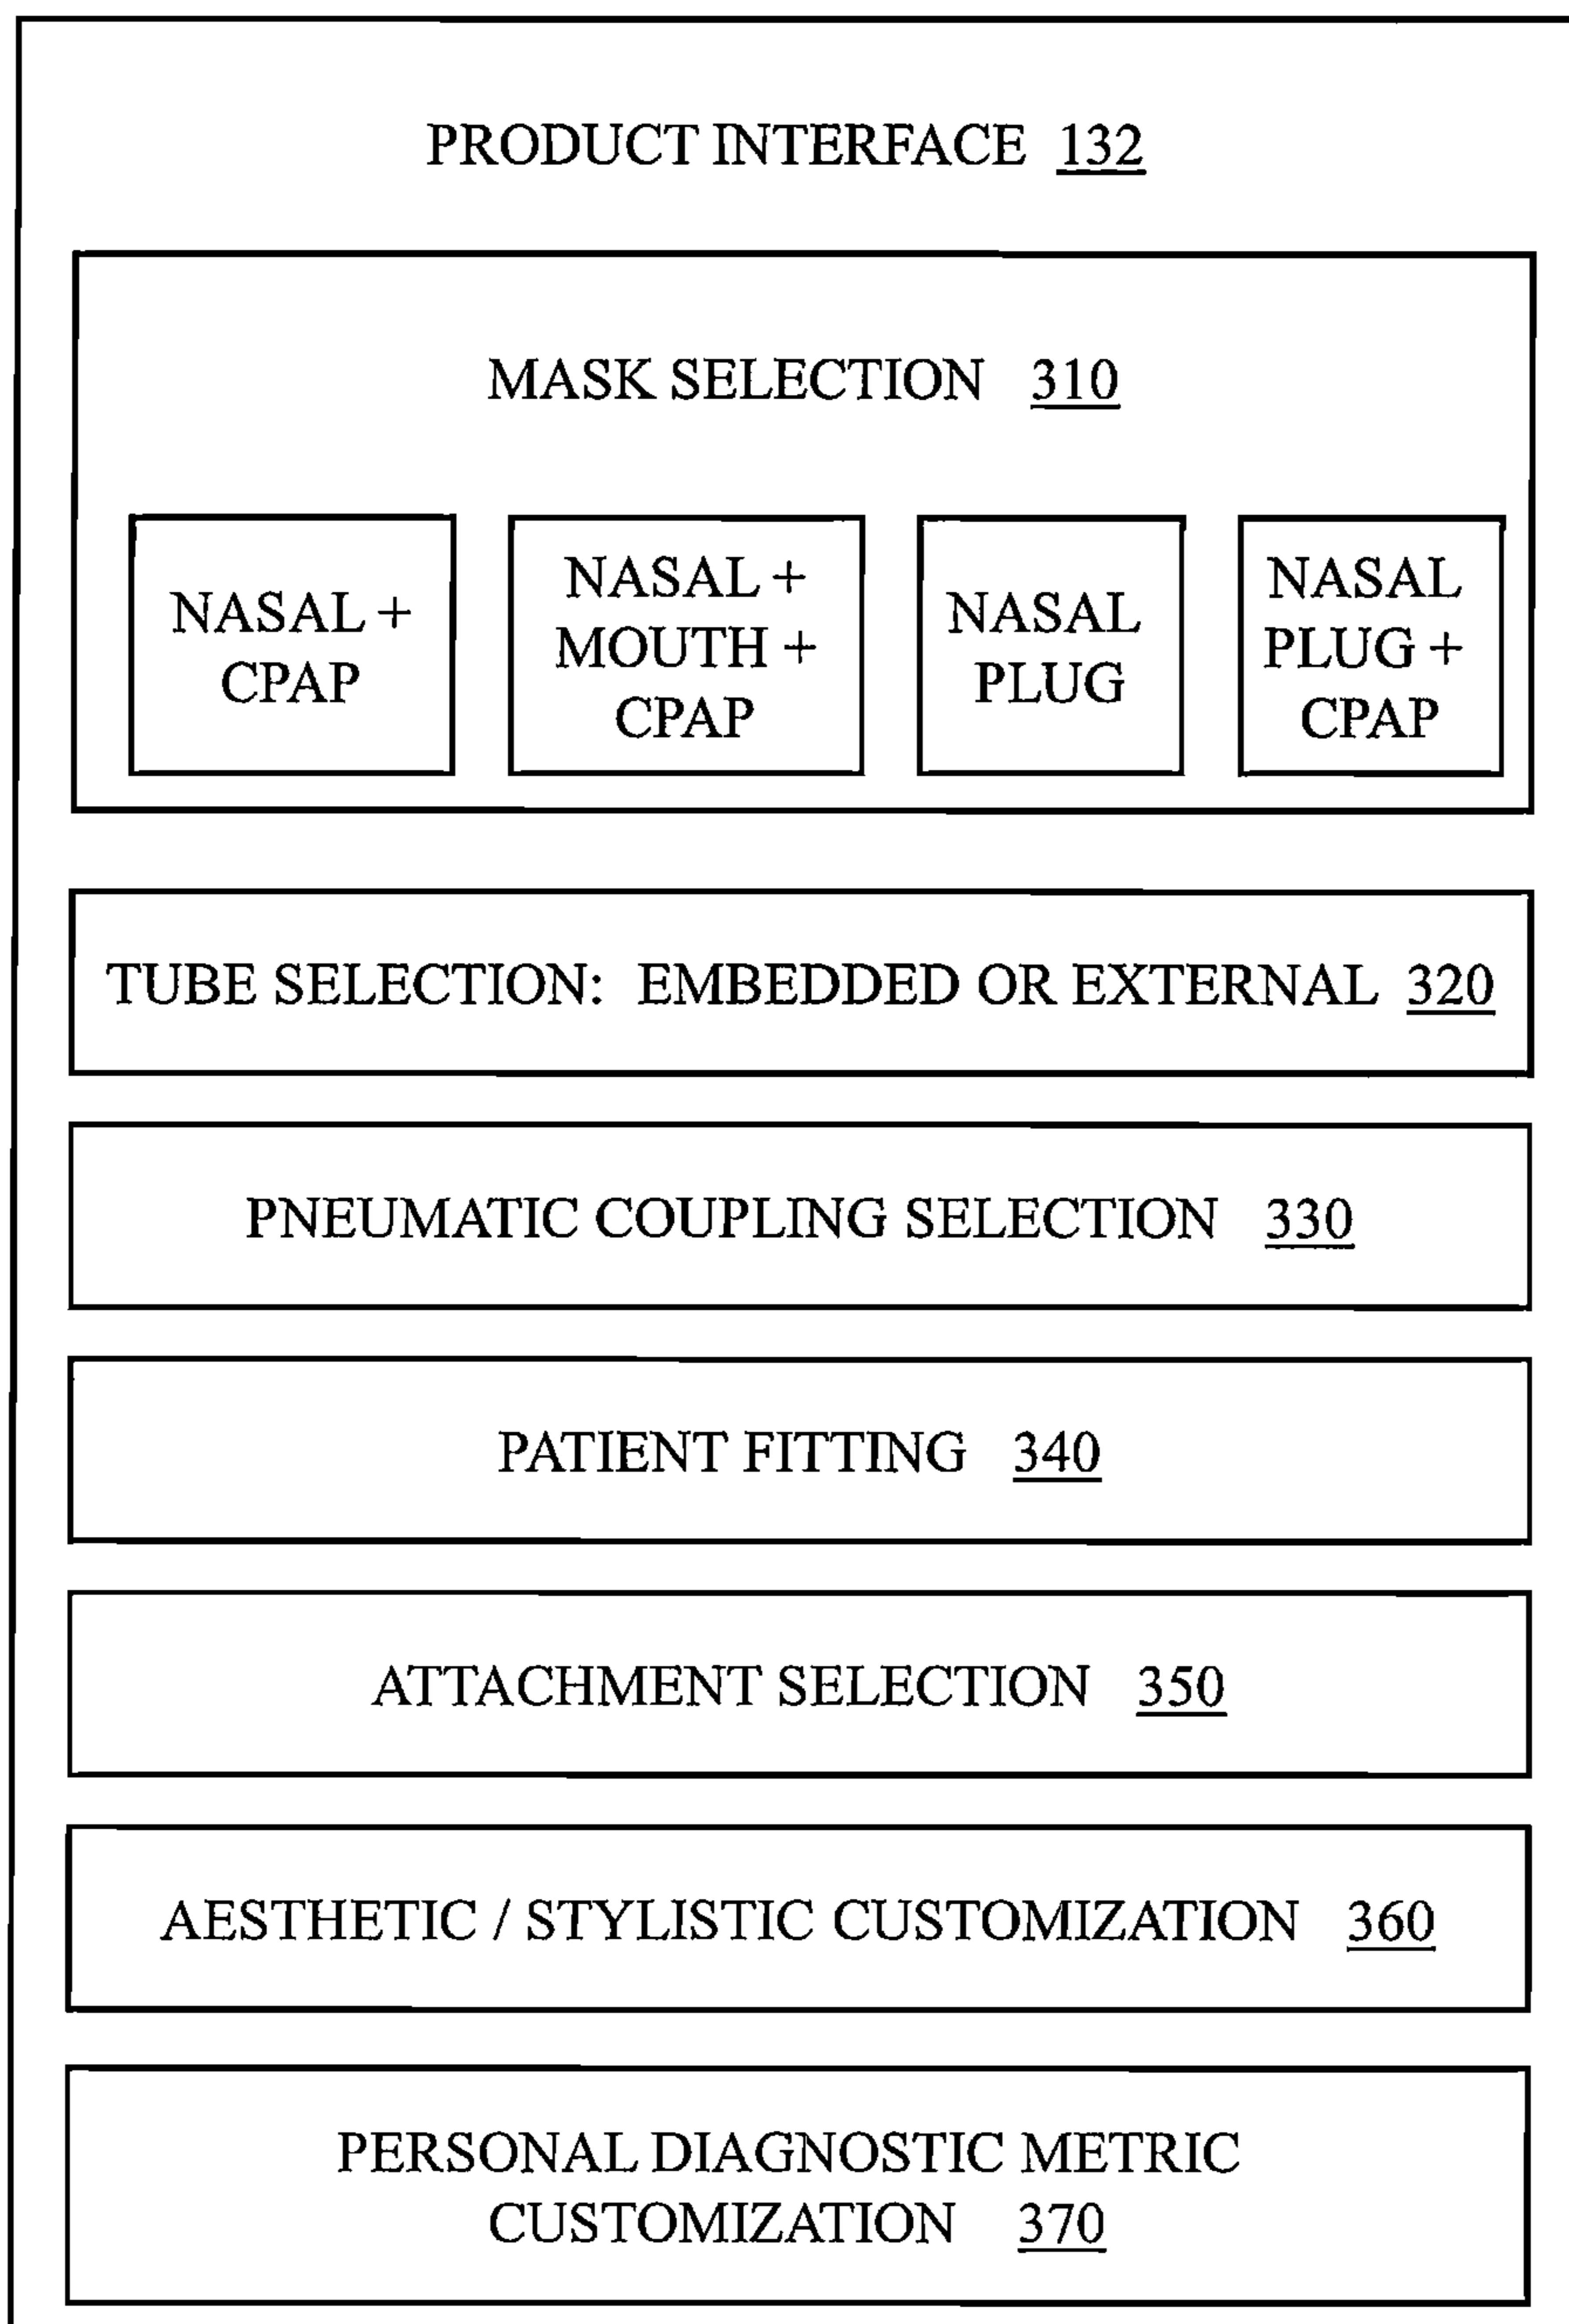 PRODUCT INTERFACE 132
MASK SELECTION 310
NASAL +
CPAP
NASAL +
MOUTH +
CPAP
NASAL
PLUG
NASAL
PLUG +
CPAP
TUBE SELECTION: EMBEDDED OR EXTERNAL 320
PNEUMATIC COUPLING SELECTION 330
PATIENT FITTING 340
ATTACHMENT SELECTION 350
AESTHETIC / STYLISTIC CUSTOMIZATION 360
PERSONAL DIAGNOSTIC METRIC
CUSTOMIZATION 370